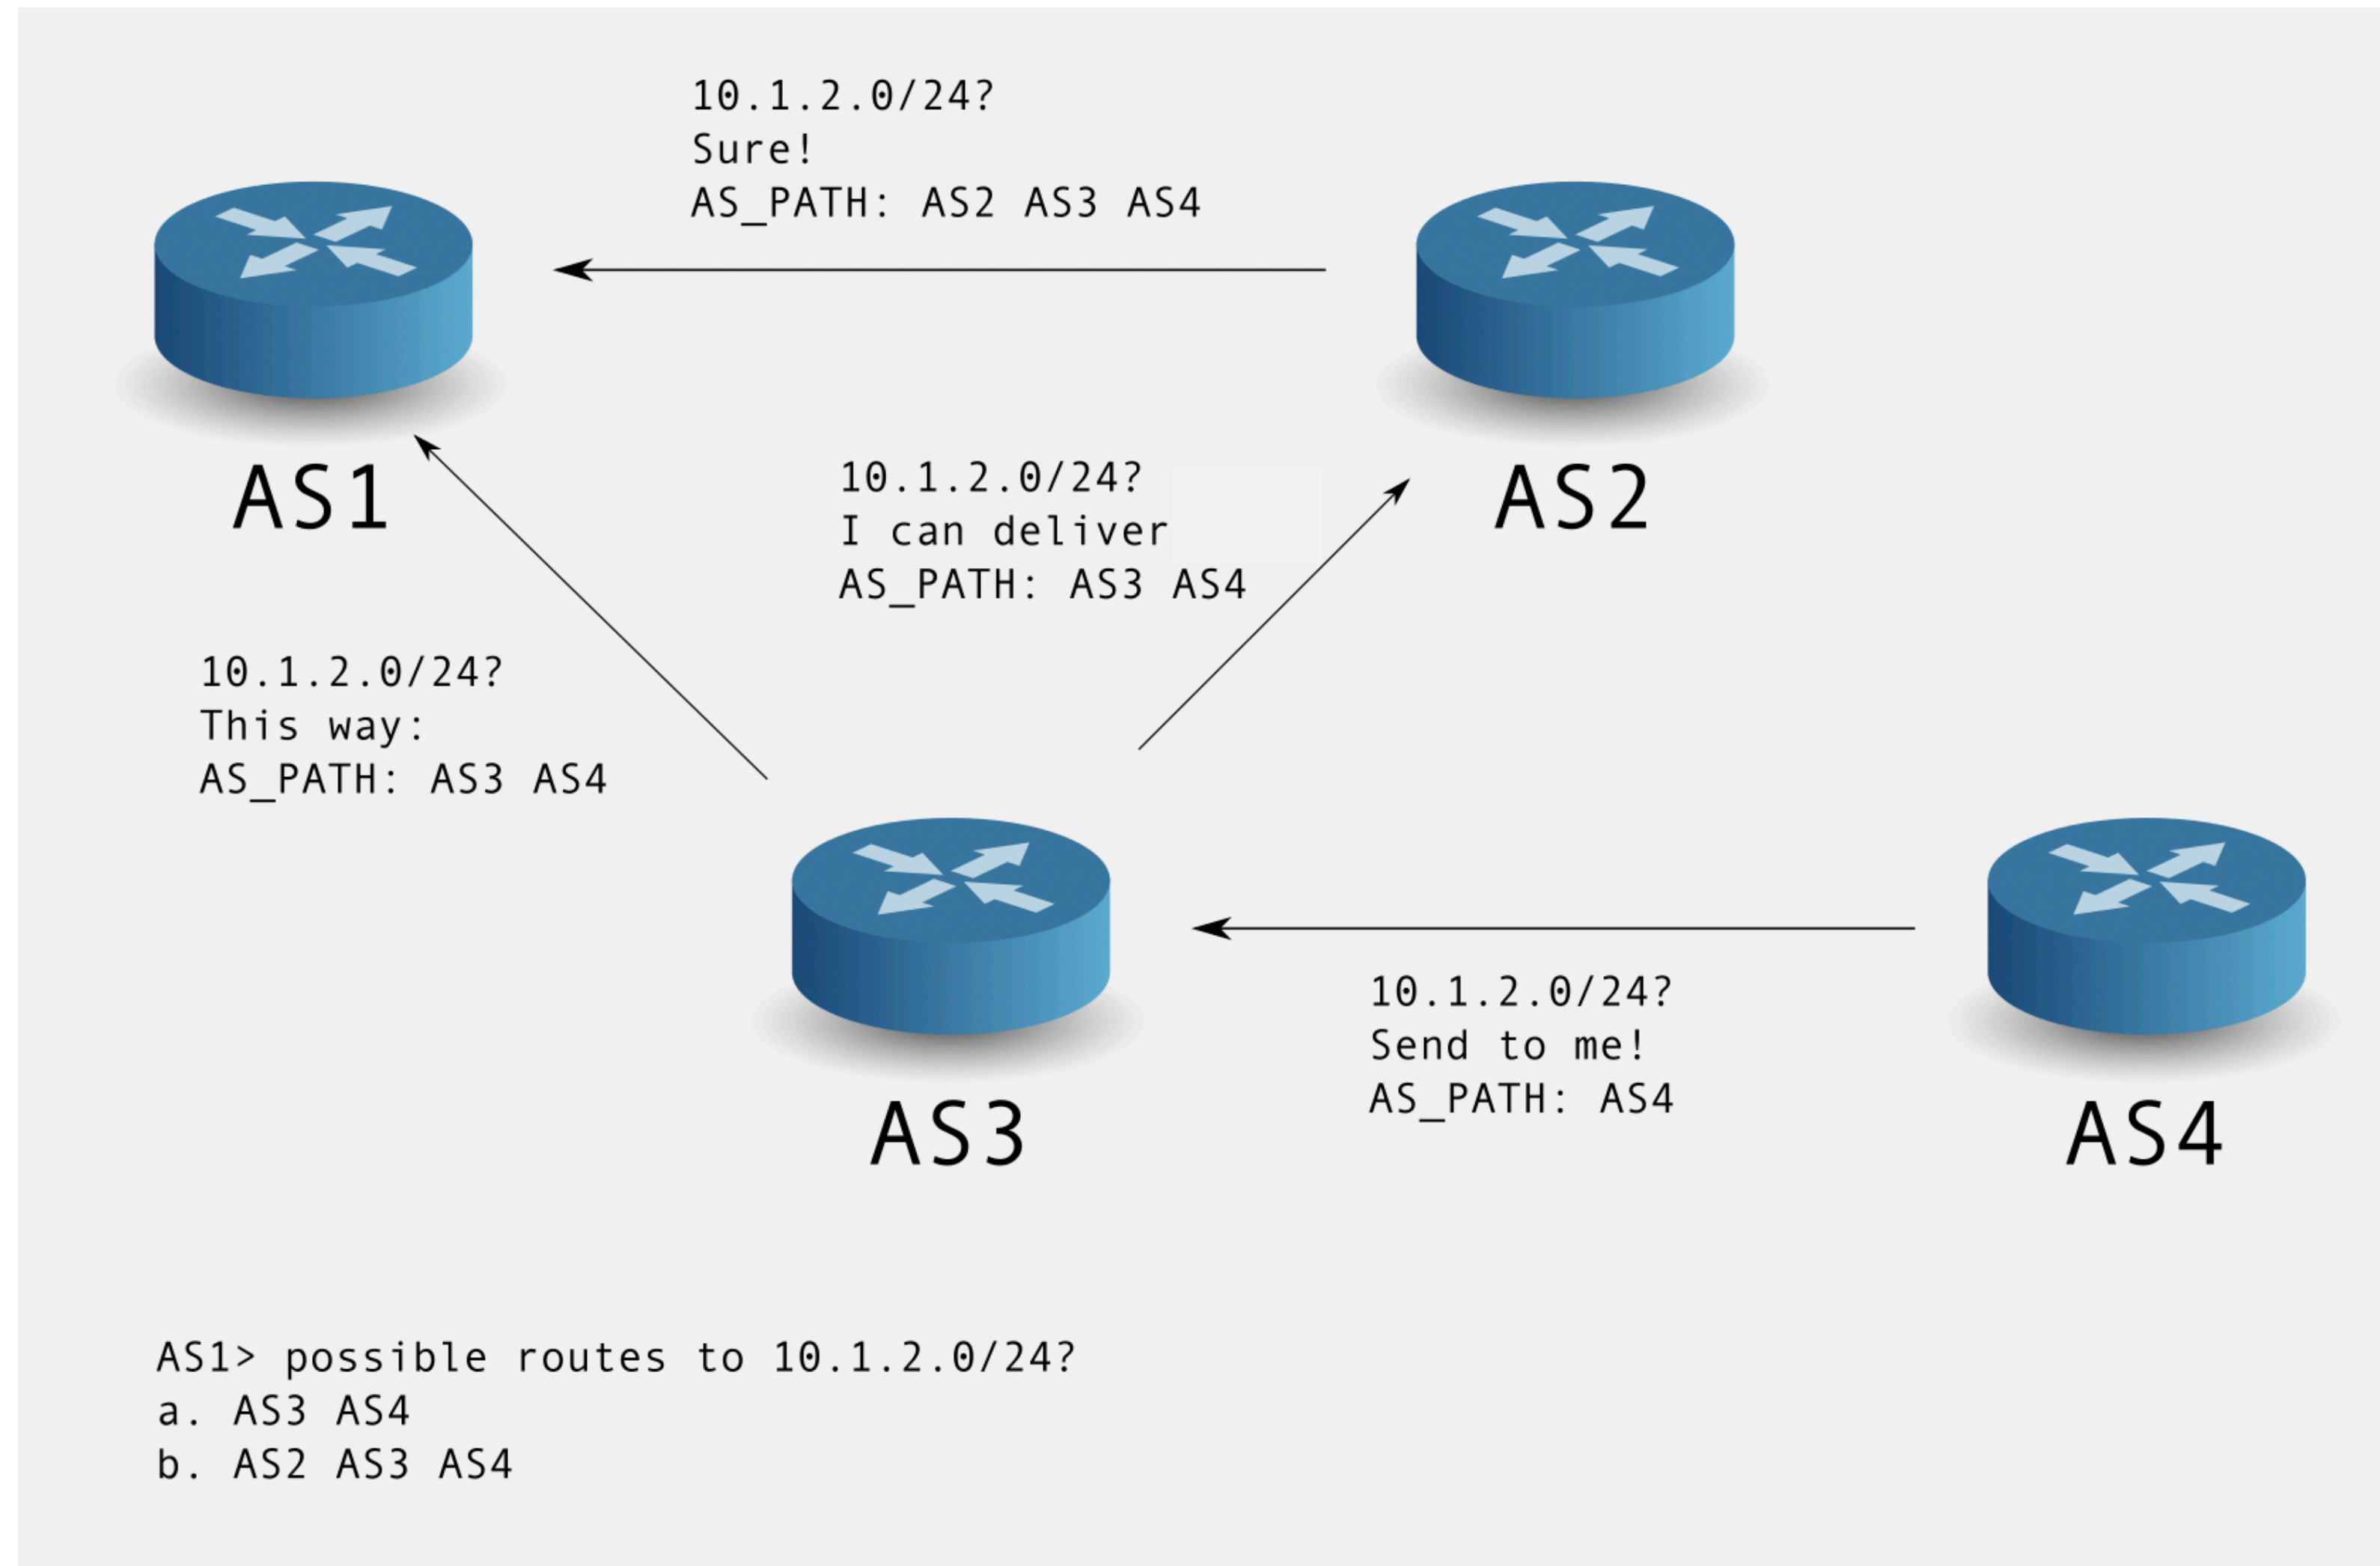 10.1.2.0/24?
Sure!
AS_PATH: AS2 AS3 AS4
AS1
AS2
10.1.2.0/24?
I can deliver
AS_PATH: AS3 AS4
10.1.2.0/24?
This way:
AS_PATH: AS3 AS4
10.1.2.0/24?
Send to me!
AS_PATH: AS4
AS3
AS4
AS1> possible routes to 10.1.2.0/24?
a. AS3 AS4
b. AS2 AS3 AS4